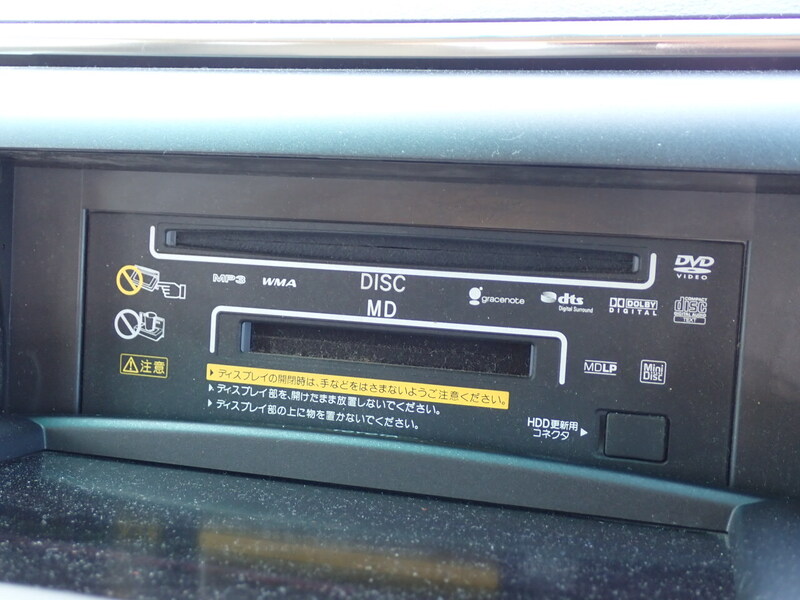 MP3 WMA
DISC
MD
gracenote
dts
Digital Surround
DOLBY
DIGITAL
DVD
VIDEO
COMPACT
disc
DIGITAL AUDIO
TEXT
注意
▶ディスプレイの開閉時は、手などをはさまないようご注意ください。
▶ディスプレイ部を、開けたまま放置しないでください。
▶ディスプレイ部の上に物を置かないでください。
MDLP
Mini
Disc
HDD更新用
コネクタ▶